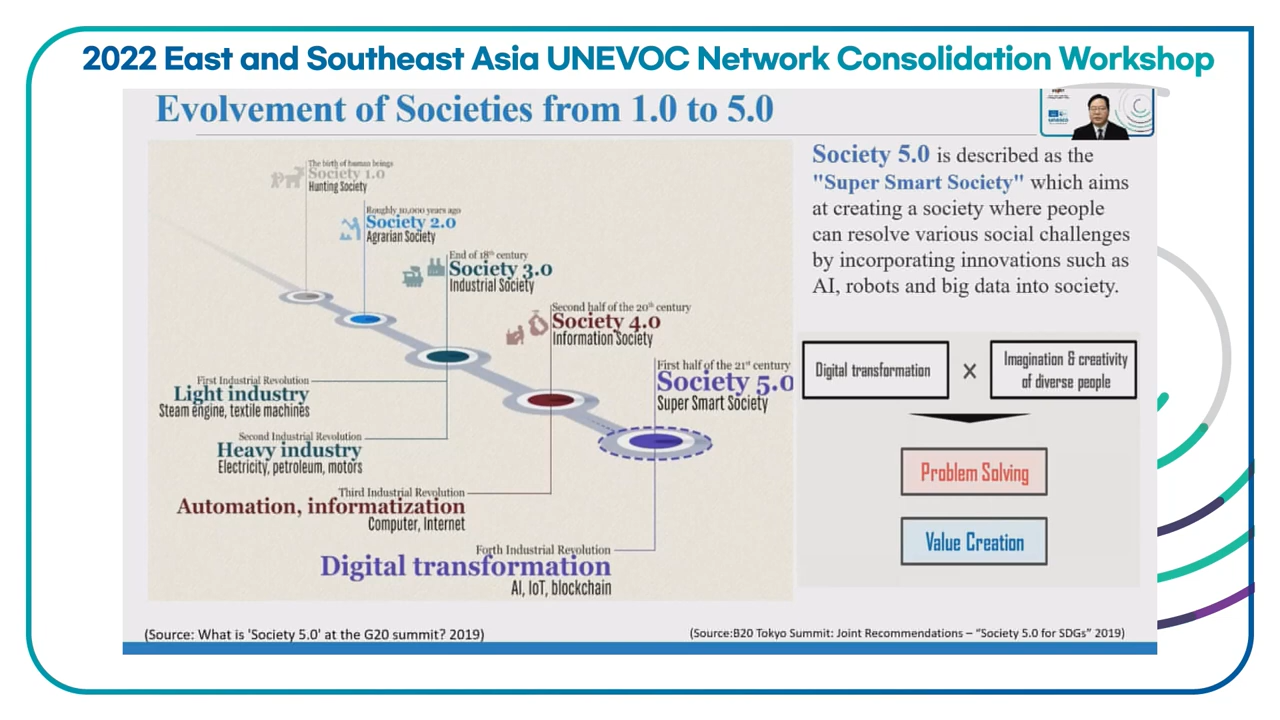 2022 East and Southeast Asia UNEVOC Network Consolidation Workshop
Evolvement of Societies from 1.0 to 5.0
The birth of human beings
Society 1.0
Hunting Society
Roughly 10,000 years ago
Society 2.0
Agrarian Society
End of 18th century
Society 3.0
Industrial Society
Second half of the 20th century
Society 4.0
Information Society
First half of the 21st century
Society 5.0
Super Smart Society
First Industrial Revolution
Light industry
Steam engine, textile machines
Second Industrial Revolution
Heavy industry
Electricity, petroleum, motors
Third Industrial Revolution
Automation, informatization
Computer, Internet
Forth Industrial Revolution
Digital transformation
AI, IoT, blockchain
(Source: What is 'Society 5.0' at the G20 summit? 2019)
Society 5.0 is described as the
"Super Smart Society" which aims
at creating a society where people
can resolve various social challenges
by incorporating innovations such as
AI, robots and big data into society.
Digital transformation
×
Imagination & creativity
of diverse people
Problem Solving
Value Creation
(Source:B20 Tokyo Summit: Joint Recommendations – "Society 5.0 for SDGs" 2019)